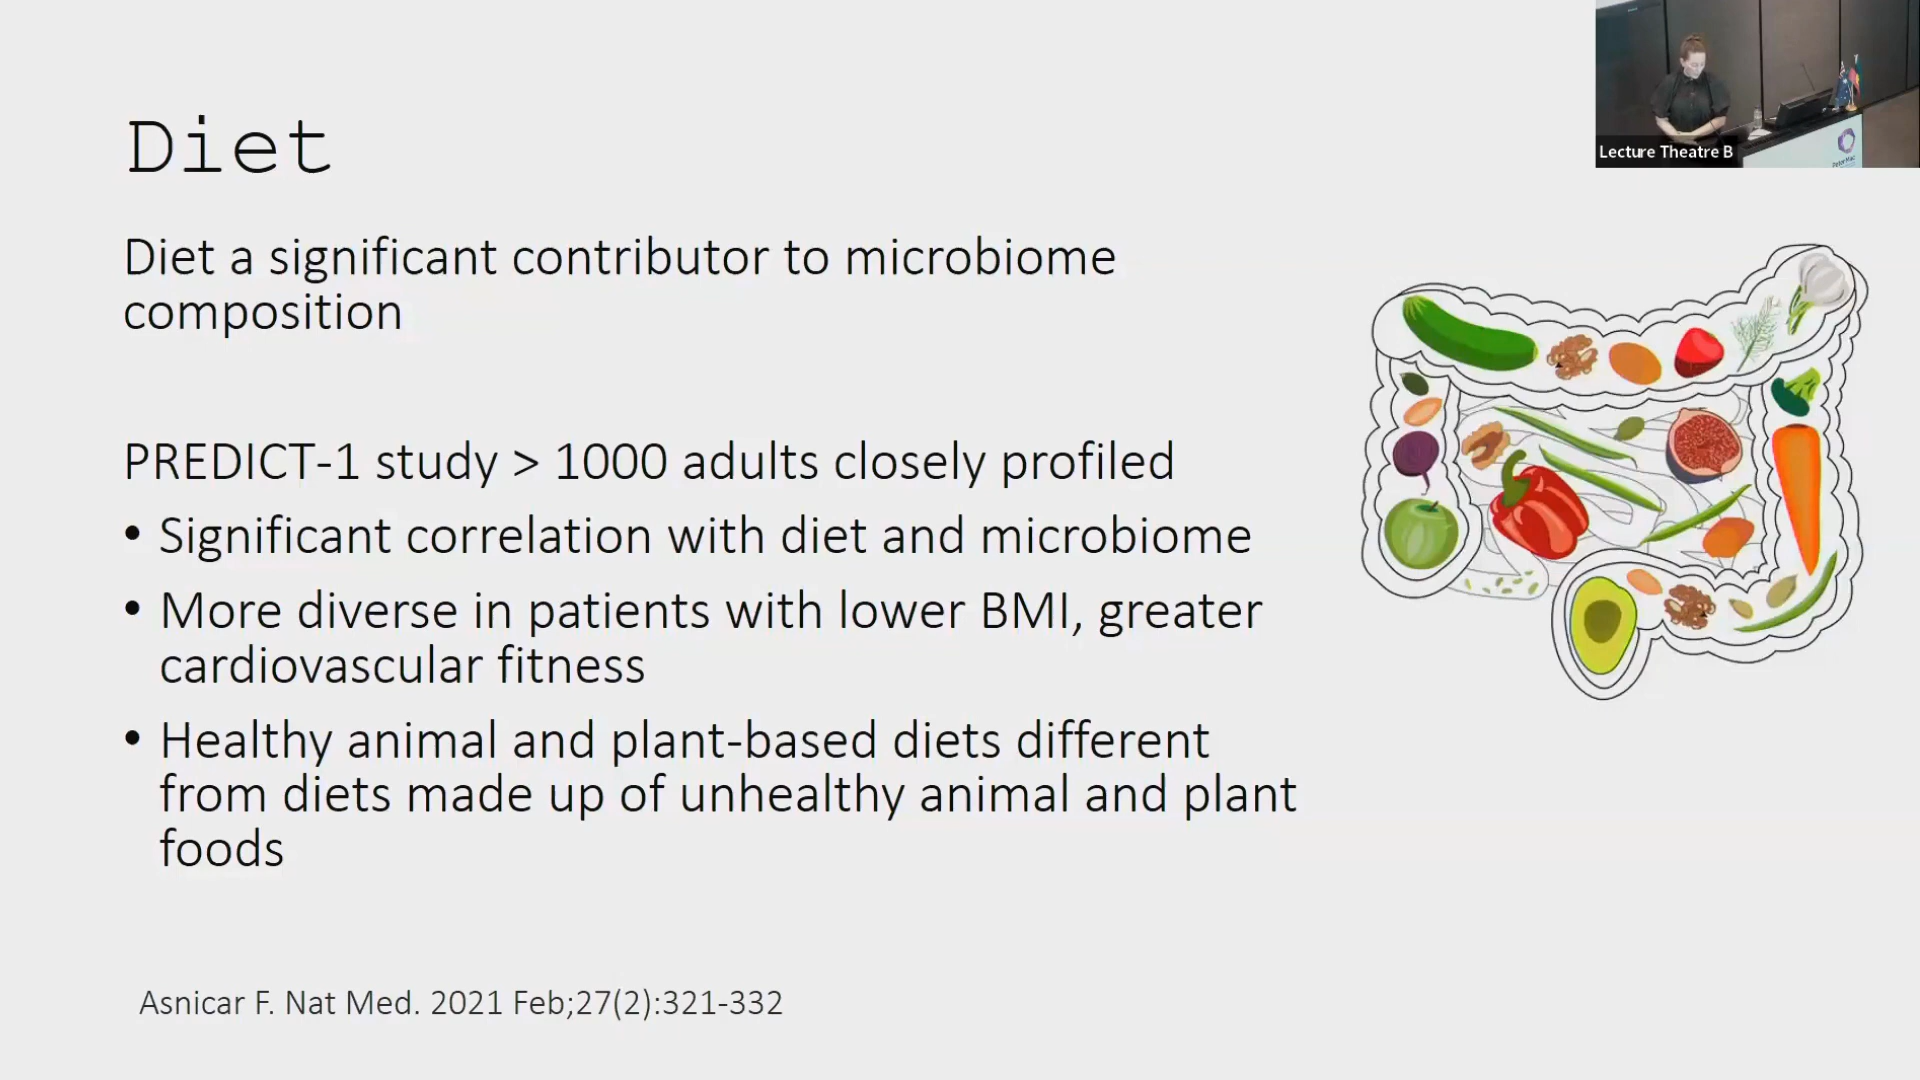 Diet
Lecture Theatre B
Peter Mac
Diet a significant contributor to microbiome
composition
PREDICT-1 study > 1000 adults closely profiled
• Significant correlation with diet and microbiome
• More diverse in patients with lower BMI, greater
cardiovascular fitness
• Healthy animal and plant-based diets different
from diets made up of unhealthy animal and plant
foods
Asnicar F. Nat Med. 2021 Feb;27(2):321-332